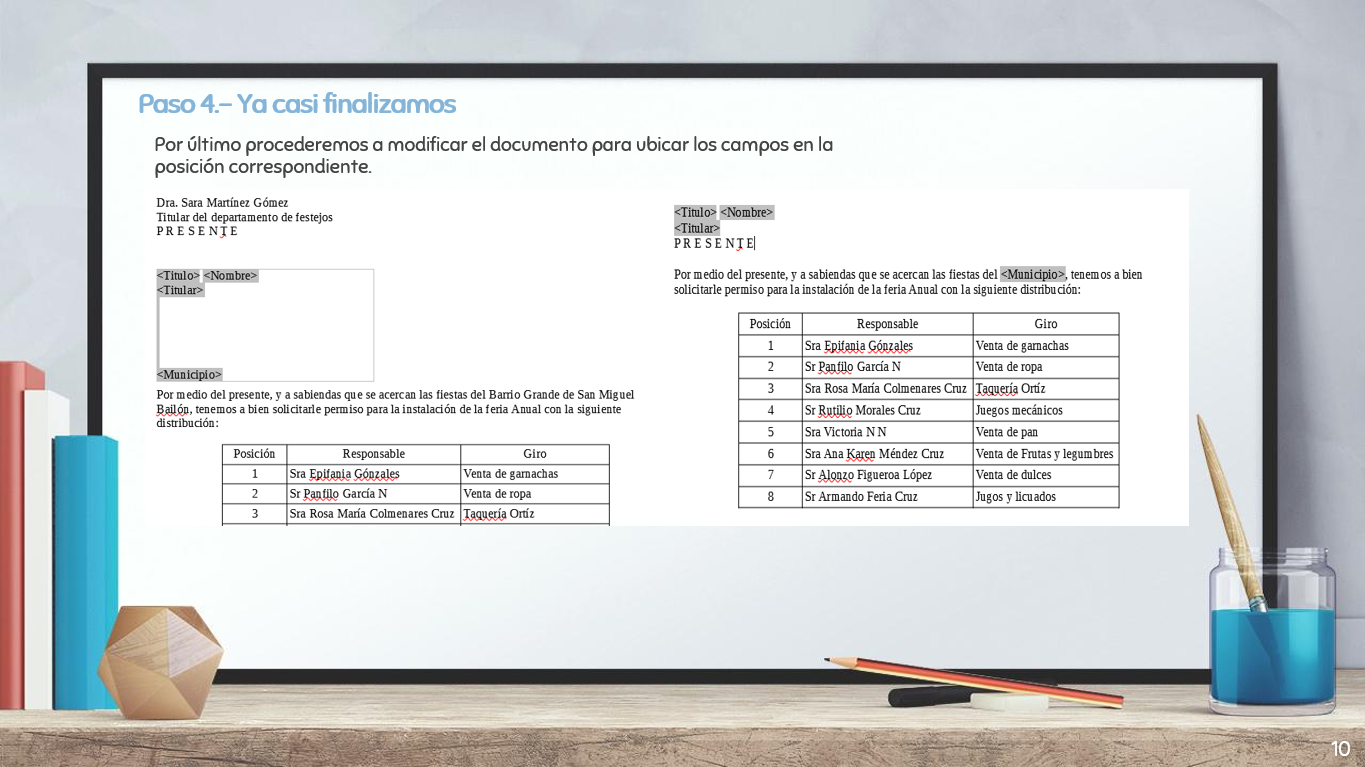 Paso 4.- Ya casi finalizamos
Por último procederemos a modificar el documento para ubicar los campos en la
posición correspondiente.
Dra. Sara Martínez Gómez
Titular del departamento de festejos
P R E S E N T E
<Titulo> <Nombre>
<Titular>
<Municipio>
Por medio del presente, y a sabiendas que se acercan las fiestas del Barrio Grande de San Miguel
Bailón, tenemos a bien solicitarle permiso para la instalación de la feria Anual con la siguiente
distribución:
Posición Responsable Giro
1 Sra Epifania Gónzales Venta de garnachas
2 Sr Panfilo García N Venta de ropa
3 Sra Rosa María Colmenares Cruz Taquería Ortíz
<Titulo> <Nombre>
<Titular>
P R E S E N T E
Por medio del presente, y a sabiendas que se acercan las fiestas del <Municipio>, tenemos a bien
solicitarle permiso para la instalación de la feria Anual con la siguiente distribución:
Posición Responsable Giro
1 Sra Epifania Gónzales Venta de garnachas
2 Sr Panfilo García N Venta de ropa
3 Sra Rosa María Colmenares Cruz Taquería Ortíz
4 Sr Rutilio Morales Cruz Juegos mecánicos
5 Sra Victoria N N Venta de pan
6 Sra Ana Karen Méndez Cruz Venta de Frutas y legumbres
7 Sr Alonzo Figueroa López Venta de dulces
8 Sr Armando Feria Cruz Jugos y licuados
10